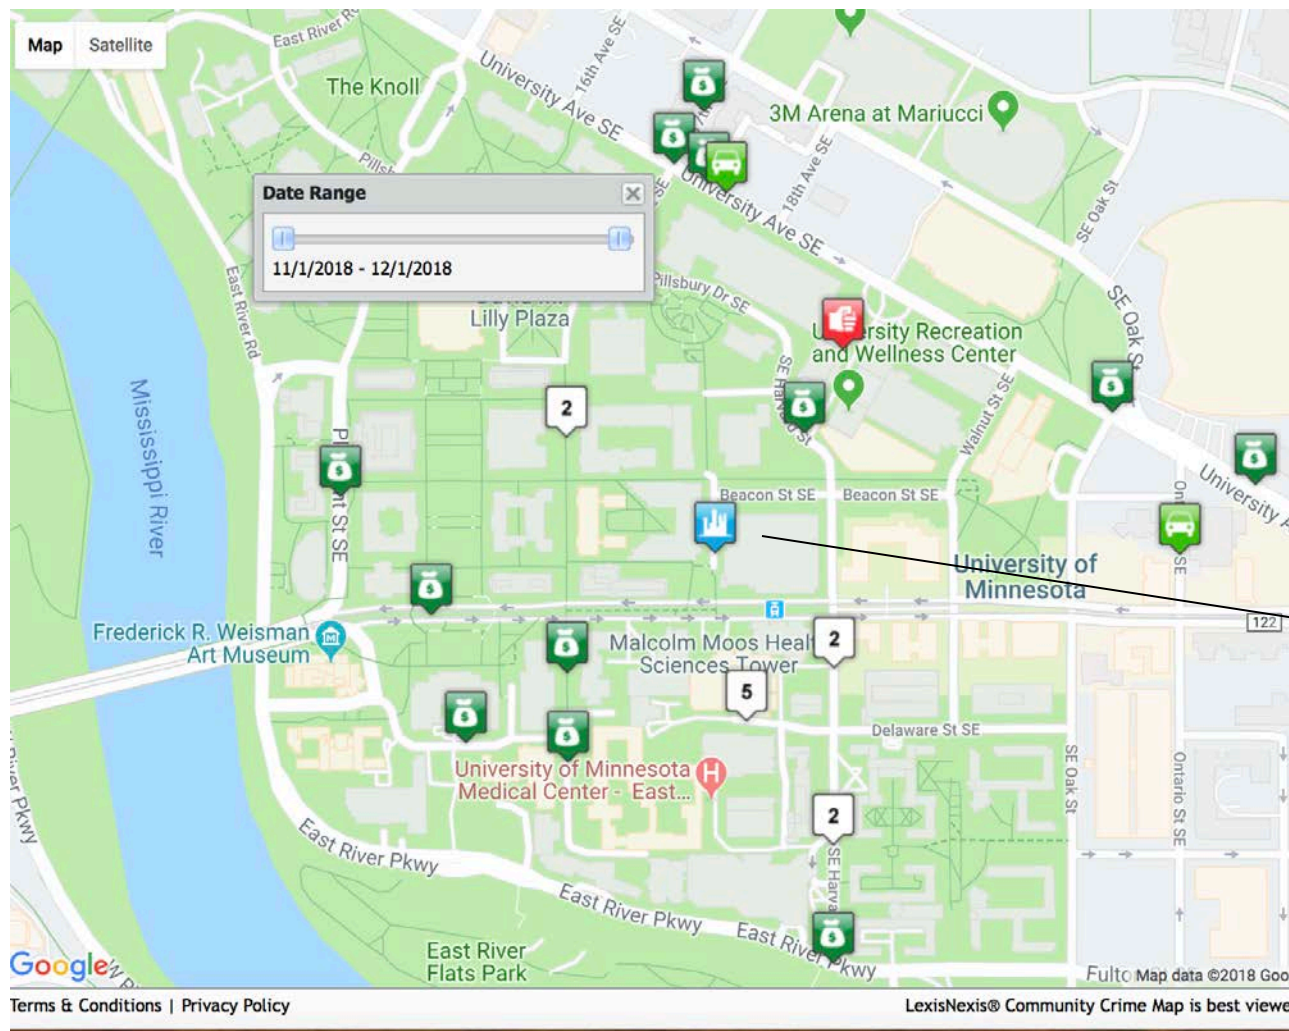 Map
Satellite
East River
The Knoll
University Ave SE
16th Ave SE
3M Arena at Mariucci
18th Ave SE
University Ave SE
SE Oak St
Date Range
11/1/2018 - 12/1/2018
Pillsbury Dr SE
Lilly Plaza
East River Rd
SE Oak St
Recreation
and Wellness Center
Walnut St SE
2
Mississippi River
St SE
Beacon St SE
Beacon St SE
University
University of
Minnesota
SE
122
Frederick R. Weisman
Art Museum
Malcolm Moos
Sciences Tower
2
5
Delaware St SE
University of Minnesota
Medical Center - East...
H
SE Oak St
Ontario St SE
River Pkwy
2
East River Pkwy
East River Pkwy
East River Pkwy
East River
Flats Park
Google
Map data ©2018
Terms & Conditions | Privacy Policy
LexisNexis® Community Crime Map is best